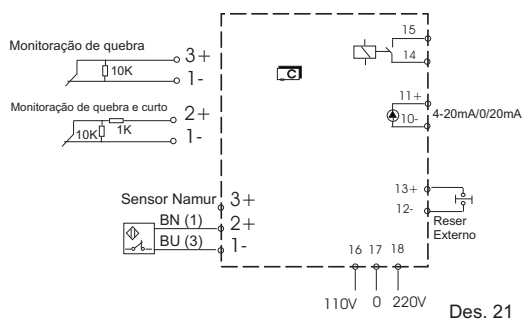 Monitoração de quebra
3+
10K
1-
Monitoração de quebra e curto
2+
10K
1K
1-
C
15
14
11+
10-
4-20mA/0/20mA
13+
12-
Reser
Externo
Sensor Namur
3+
BN (1)
2+
BU (3)
1-
16 17 18
110V 0 220V
Des. 21